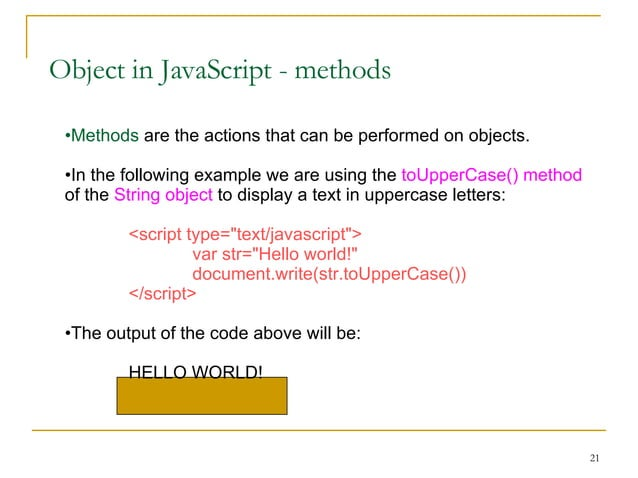 Object in JavaScript - methods
•Methods are the actions that can be performed on objects.
•In the following example we are using the toUpperCase() method
of the String object to display a text in uppercase letters:
<script type="text/javascript">
var str="Hello world!"
document.write(str.toUpperCase())
</script>
•The output of the code above will be:
HELLO WORLD!
21